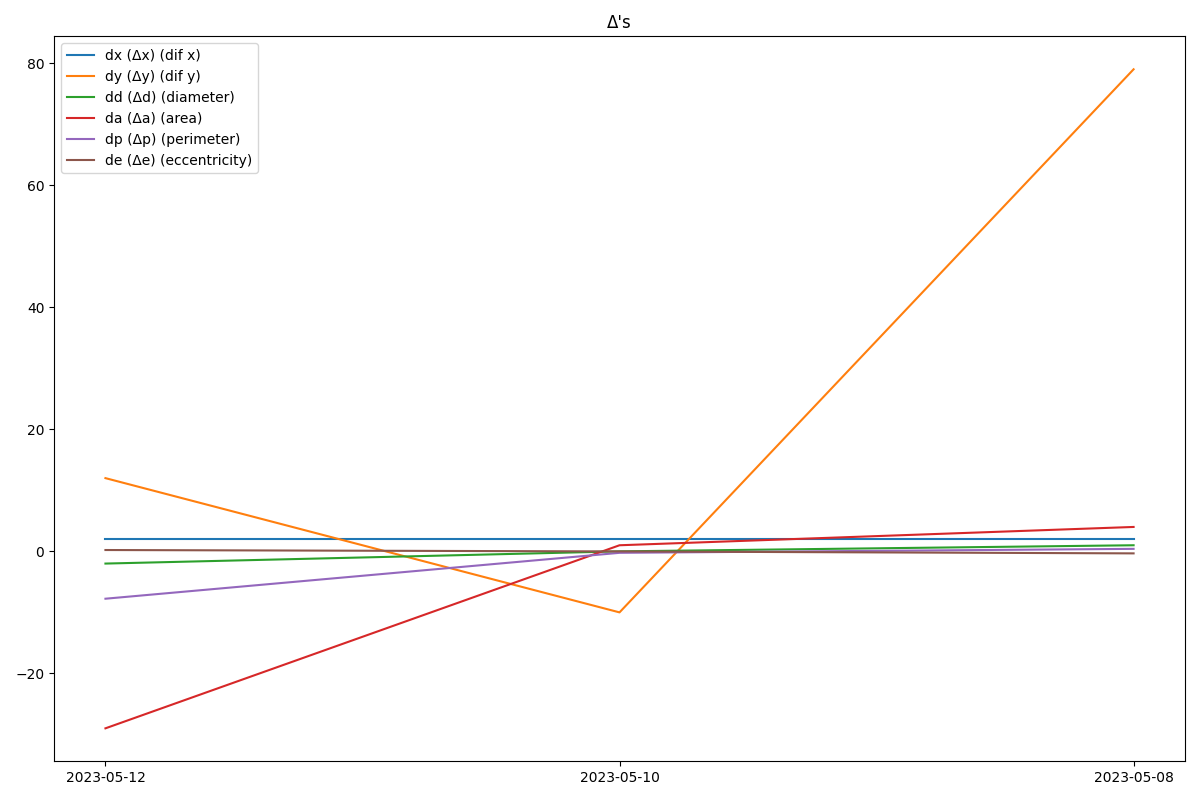 Δ's
dx (Δx) (dif x)
dy (Δy) (dif y)
dd (Δd) (diameter)
da (Δa) (area)
dp (Δp) (perimeter)
de (Δe) (eccentricity)
80
60
40
20
0
−20
2023-05-12 2023-05-10 2023-05-08